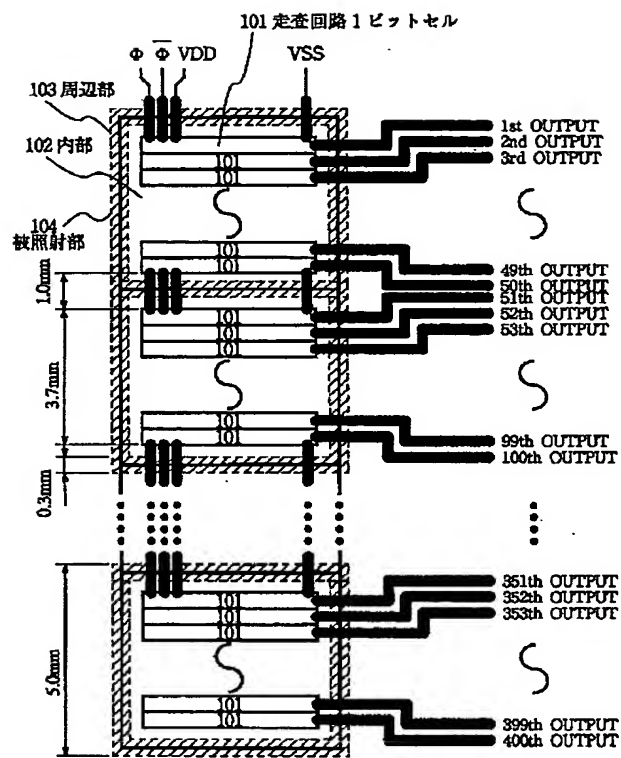 101 走査回路 1 ビットセル
Φ Φ̅ VDD VSS
103 周辺部
102 内部
104
被照射部
1.0mm
3.7mm
0.3mm
5.0mm
1st OUTPUT
2nd OUTPUT
3rd OUTPUT
49th OUTPUT
50th OUTPUT
51th OUTPUT
52th OUTPUT
53th OUTPUT
99th OUTPUT
100th OUTPUT
351th OUTPUT
352th OUTPUT
353th OUTPUT
399th OUTPUT
400th OUTPUT